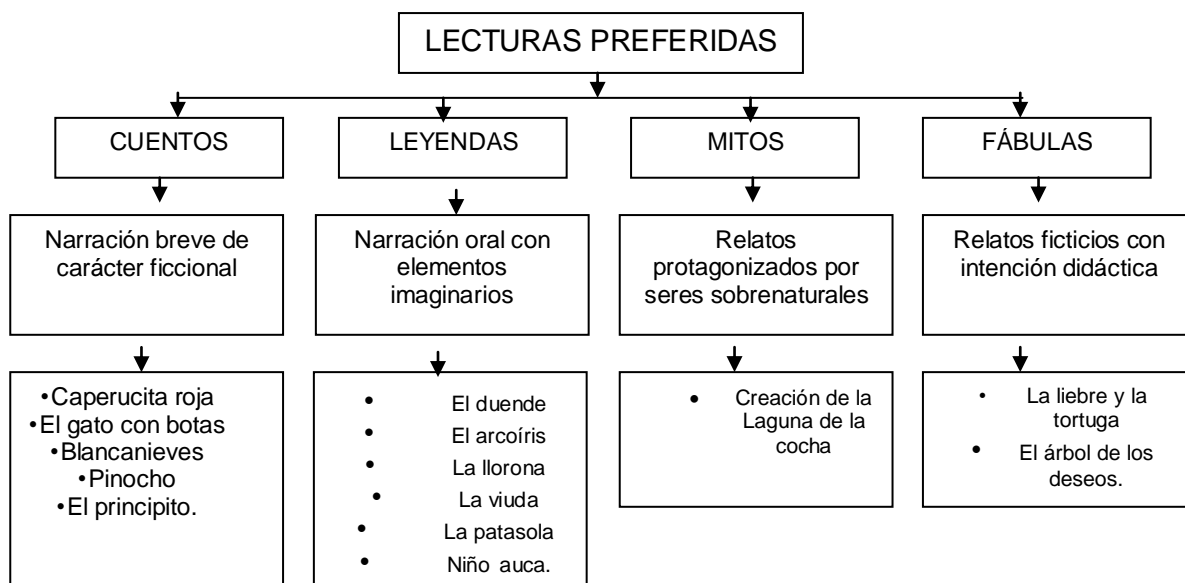 LECTURAS PREFERIDAS
CUENTOS
LEYENDAS
MITOS
FÁBULAS
Narración breve de
carácter ficcional
Narración oral con
elementos
imaginarios
Relatos
protagonizados por
seres sobrenaturales
Relatos ficticios con
intención didáctica
•Caperucita roja
•El gato con botas
•Blancanieves
•Pinocho
•El principito.
• El duende
• El arcoíris
• La llorona
• La viuda
• La patasola
• Niño auca.
• Creación de la
Laguna de la
cocha
• La liebre y la
tortuga
• El árbol de los
deseos.